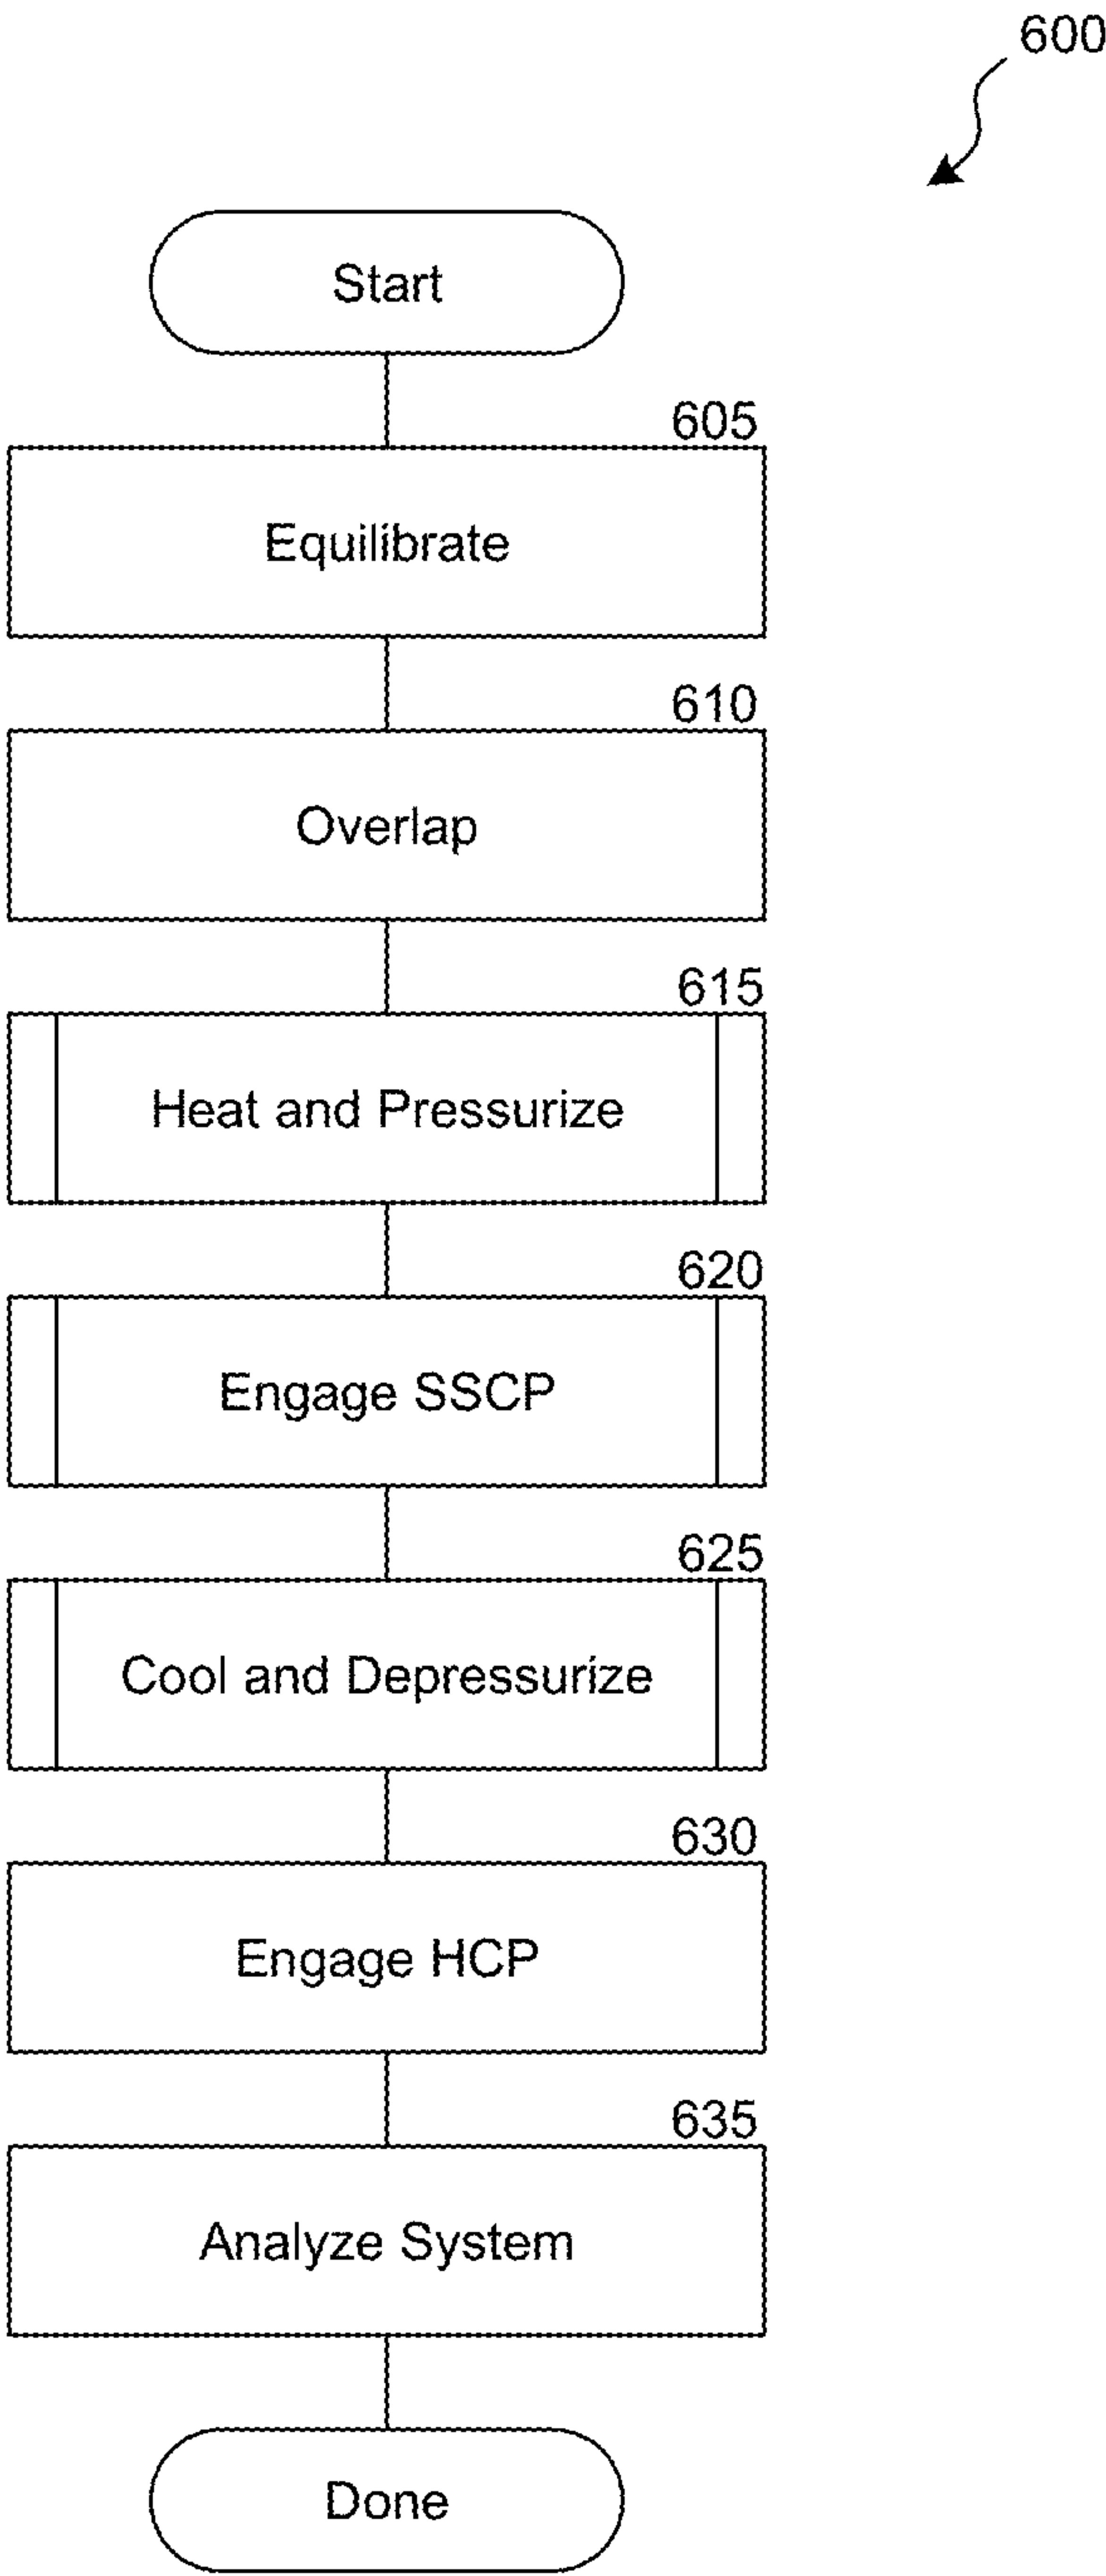 600
Start
605
Equilibrate
610
Overlap
615
Heat and Pressurize
620
Engage SSCP
625
Cool and Depressurize
630
Engage HCP
635
Analyze System
Done